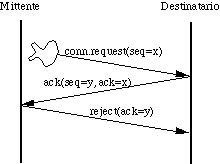 Mittente Destinatario
conn.request(seq=x)
ack(seq=y, ack=x)
reject(ack=y)